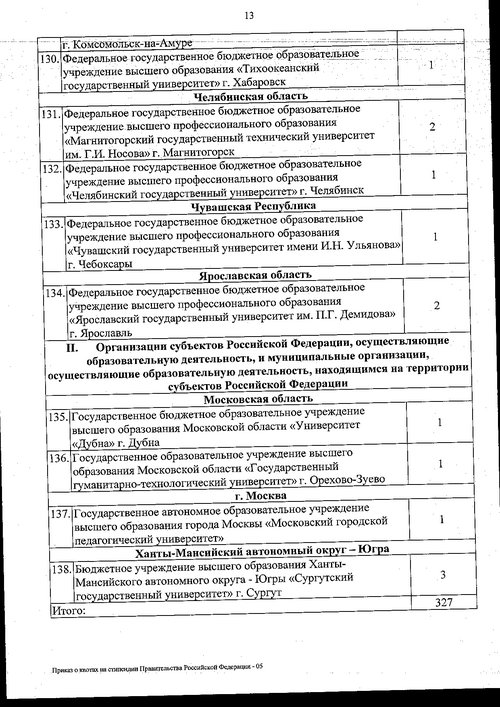 13
г. Комсомольск-на-Амуре
130. Федеральное государственное бюджетное образовательное
учреждение высшего образования «Тихоокеанский
государственный университет» г. Хабаровск
1
Челябинская область
131. Федеральное государственное бюджетное образовательное
учреждение высшего профессионального образования
«Магнитогорский государственный технический университет
им. Г.И. Носова» г. Магнитогорск
2
132. Федеральное государственное бюджетное образовательное
учреждение высшего профессионального образования
«Челябинский государственный университет» г. Челябинск
1
Чувашская Республика
133. Федеральное государственное бюджетное образовательное
учреждение высшего профессионального образования
«Чувашский государственный университет имени И.Н. Ульянова»
г. Чебоксары
1
Ярославская область
134. Федеральное государственное бюджетное образовательное
учреждение высшего профессионального образования
«Ярославский государственный университет им. П.Г. Демидова»
г. Ярославль
2
II. Организации субъектов Российской Федерации, осуществляющие
образовательную деятельность, и муниципальные организации,
осуществляющие образовательную деятельность, находящимся на территории
субъектов Российской Федерации
Московская область
135. Государственное бюджетное образовательное учреждение
высшего образования Московской области «Университет
«Дубна» г. Дубна
1
136. Государственное образовательное учреждение высшего
образования Московской области «Государственный
гуманитарно-технологический университет» г. Орехово-Зуево
1
г. Москва
137. Государственное автономное образовательное учреждение
высшего образования города Москвы «Московский городской
педагогический университет»
1
Ханты-Мансийский автономный округ – Югра
138. Бюджетное учреждение высшего образования Ханты-
Мансийского автономного округа - Югры «Сургутский
государственный университет» г. Сургут
3
Итого: 327
Приказ о квотах на стипендии Правительства Российской Федерации - 05